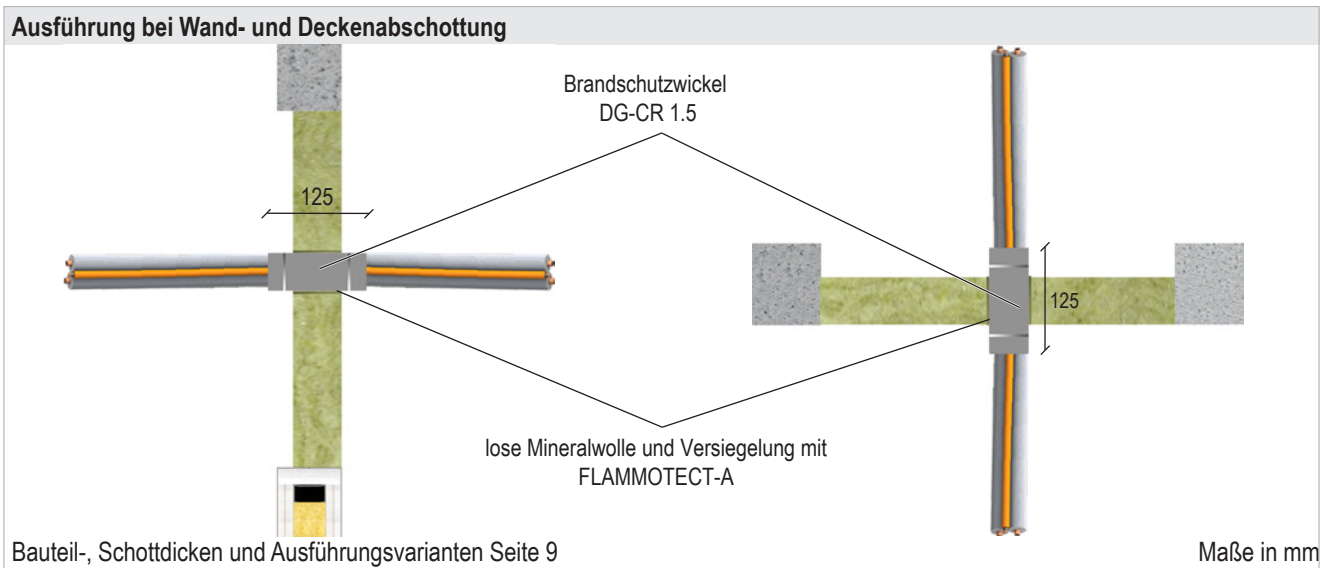 Ausführung bei Wand- und Deckenabschottung
Brandschutzwickel
DG-CR 1.5
125
125
lose Mineralwolle und Versiegelung mit
FLAMMOTECT-A
Bauteil-, Schottdicken und Ausführungsvarianten Seite 9
Maße in mm